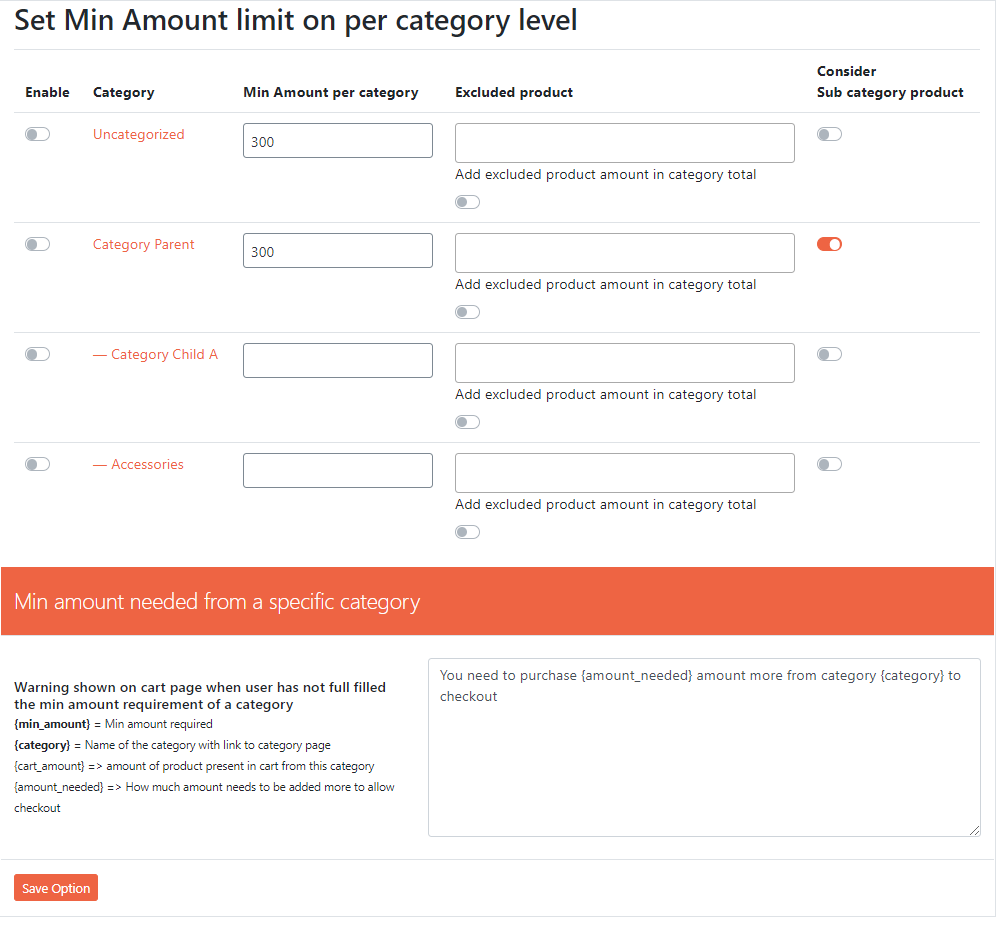 Set Min Amount limit on per category level
Enable Category Min Amount per category Excluded product Consider
Sub category product
Uncategorized 300
Add excluded product amount in category total
Category Parent 300
Add excluded product amount in category total
— Category Child A
Add excluded product amount in category total
— Accessories
Add excluded product amount in category total
Min amount needed from a specific category
Warning shown on cart page when user has not full filled
the min amount requirement of a category
{min_amount} = Min amount required
{category} = Name of the category with link to category page
{cart_amount} => amount of product present in cart from this category
{amount_needed} => How much amount needs to be added more to allow
checkout
You need to purchase {amount_needed} amount more from category {category} to
checkout
Save Option